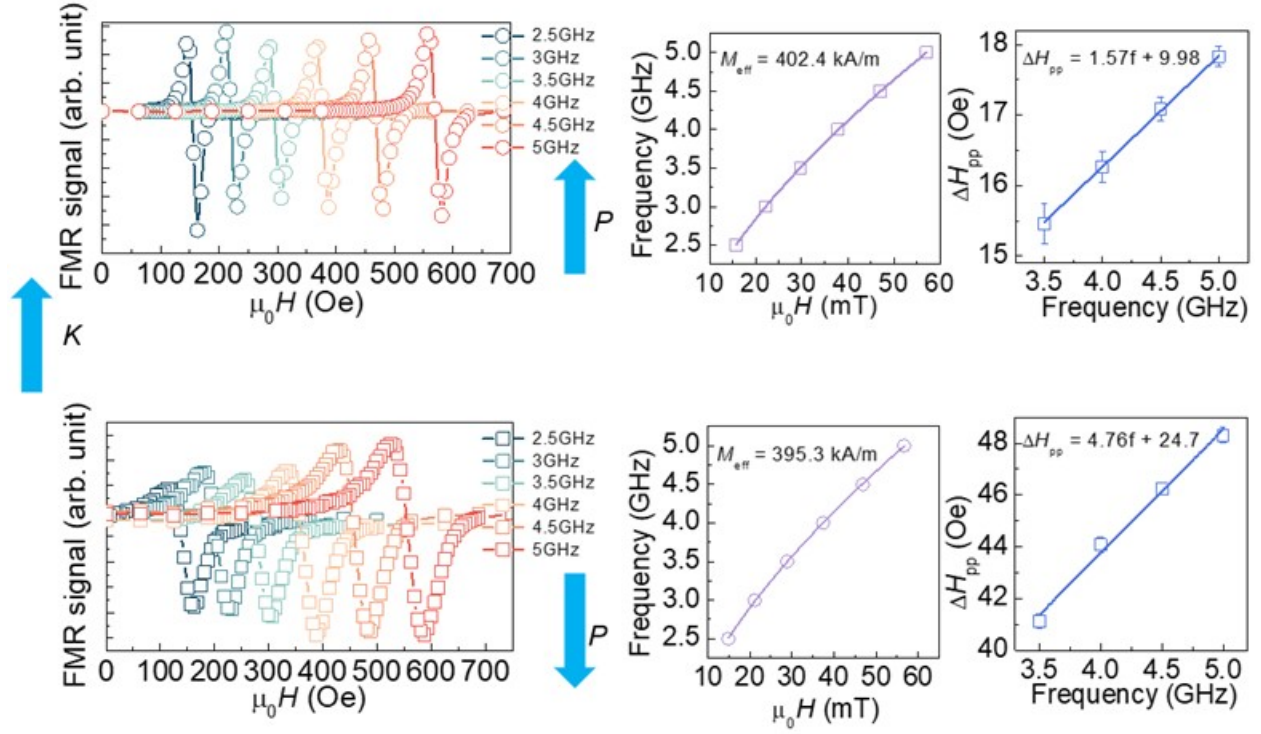 FMR signal (arb. unit)
2.5GHz
3GHz
3.5GHz
4GHz
4.5GHz
5GHz
0 100 200 300 400 500 600 700
μ0H (Oe)
P
Frequency (GHz)
5.0
4.5
4.0
3.5
3.0
2.5
Meff = 402.4 kA/m
10 20 30 40 50 60
μ0H (mT)
ΔHpp (Oe)
18
17
16
15
ΔHpp = 1.57f + 9.98
3.5 4.0 4.5 5.0
Frequency (GHz)
K
FMR signal (arb. unit)
2.5GHz
3GHz
3.5GHz
4GHz
4.5GHz
5GHz
0 100 200 300 400 500 600 700
μ0H (Oe)
P
Frequency (GHz)
5.0
4.5
4.0
3.5
3.0
2.5
Meff = 395.3 kA/m
10 20 30 40 50 60
μ0H (mT)
ΔHpp (Oe)
48
46
44
42
40
ΔHpp = 4.76f + 24.7
3.5 4.0 4.5 5.0
Frequency (GHz)